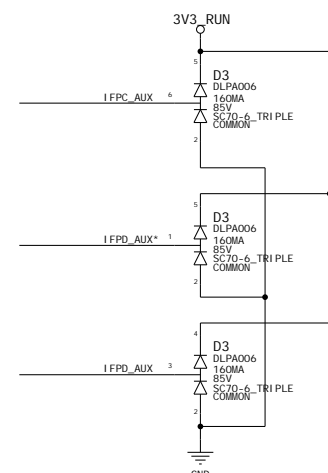 3V3_RUN
5
D3
DLPA006
IFPC_AUX 6
160MA
85V
SC70-6_TRIPLE
COMMON
2
5
D3
DLPA006
IFPD_AUX* 1
160MA
85V
SC70-6_TRIPLE
COMMON
2
4
D3
DLPA006
IFPD_AUX 3
160MA
85V
SC70-6_TRIPLE
COMMON
2
GND